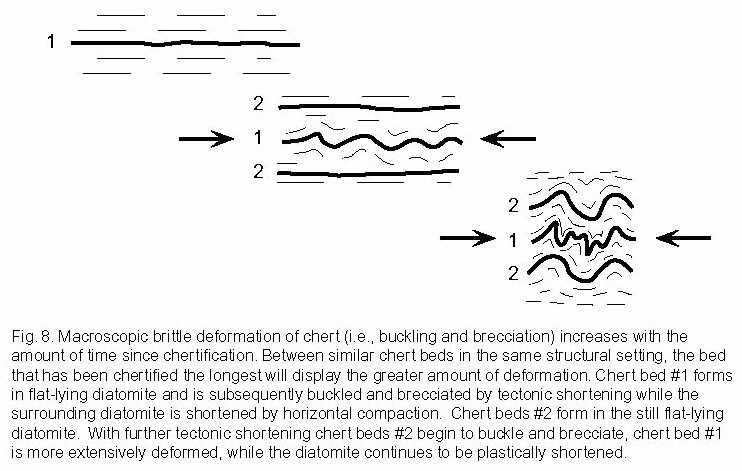 1
2
1
2
2
1
2
Fig. 8. Macroscopic brittle deformation of chert (i.e., buckling and brecciation) increases with the
amount of time since chertification. Between similar chert beds in the same structural setting, the bed
that has been chertified the longest will display the greater amount of deformation. Chert bed #1 forms
in flat-lying diatomite and is subsequently buckled and brecciated by tectonic shortening while the
surrounding diatomite is shortened by horizontal compaction. Chert beds #2 form in the still flat-lying
diatomite. With further tectonic shortening chert beds #2 begin to buckle and brecciate, chert bed #1
is more extensively deformed, while the diatomite continues to be plastically shortened.